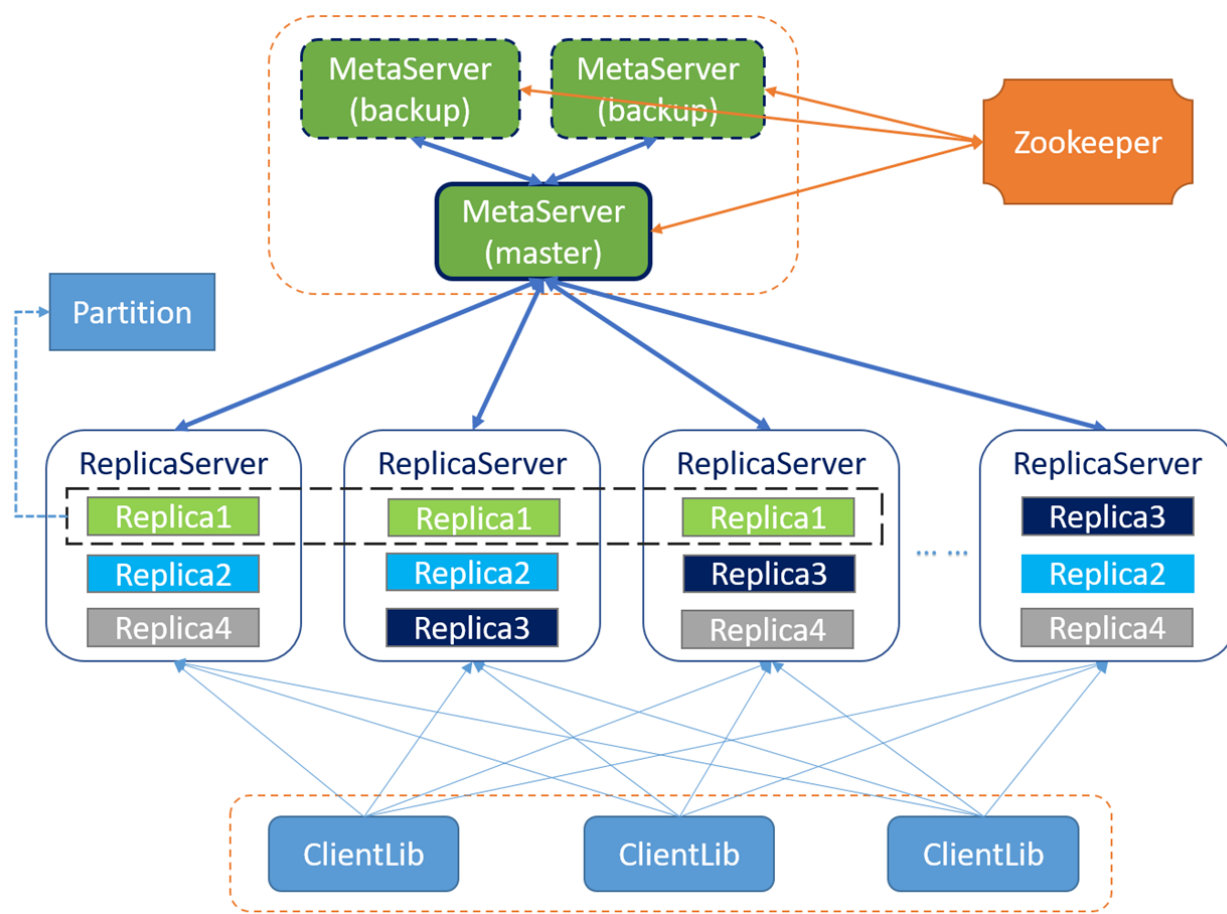 MetaServer
(backup)
MetaServer
(backup)
Zookeeper
MetaServer
(master)
Partition
ReplicaServer
Replica1
Replica2
Replica4
ReplicaServer
Replica1
Replica2
Replica3
ReplicaServer
Replica1
Replica3
Replica4
... ...
ReplicaServer
Replica3
Replica2
Replica4
ClientLib
ClientLib
ClientLib